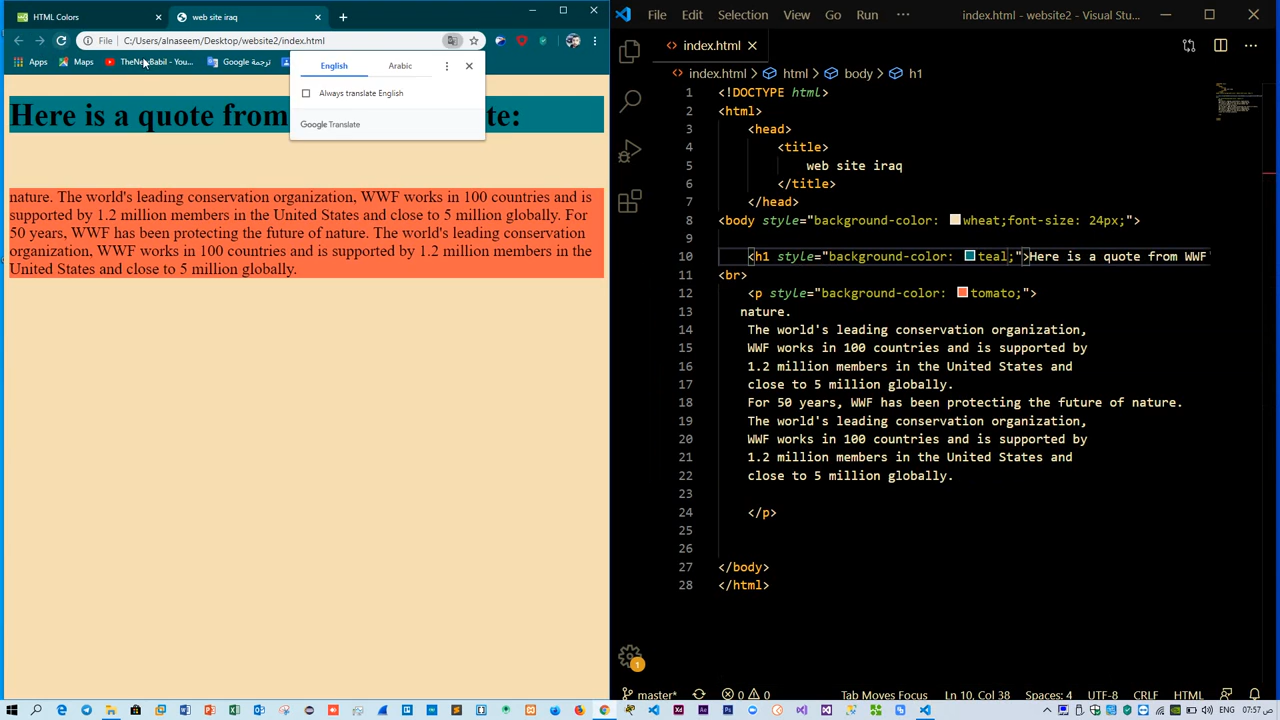 HTML Colors
web site iraq
File
C:/Users/alnaseem/Desktop/website2/index.html
Apps
Maps
TheNewBabil - You...
ترجمة Google
English
Arabic
Always translate English
Google Translate
Here is a quote from
te:
nature. The world's leading conservation organization, WWF works in 100 countries and is
supported by 1.2 million members in the United States and close to 5 million globally. For
50 years, WWF has been protecting the future of nature. The world's leading conservation
organization, WWF works in 100 countries and is supported by 1.2 million members in the
United States and close to 5 million globally.
File Edit Selection View Go Run ···
index.html - website2 - Visual Stu...
index.html
index.html > html > body > h1
1 <!DOCTYPE html>
2 <html>
3 <head>
4 <title>
5 web site iraq
6 </title>
7 </head>
8 <body style="background-color: wheat;font-size: 24px;">
9
10 <h1 style="background-color: teal;">Here is a quote from WWF
11 <br>
12 <p style="background-color: tomato;">
13 nature.
14 The world's leading conservation organization,
15 WWF works in 100 countries and is supported by
16 1.2 million members in the United States and
17 close to 5 million globally.
18 For 50 years, WWF has been protecting the future of nature.
19 The world's leading conservation organization,
20 WWF works in 100 countries and is supported by
21 1.2 million members in the United States and
22 close to 5 million globally.
23
24 </p>
25
26
27 </body>
28 </html>
1
master*
0 0
Tab Moves Focus
Ln 10, Col 38
Spaces: 4
UTF-8
CRLF
HTML
ENG
07:57 ص